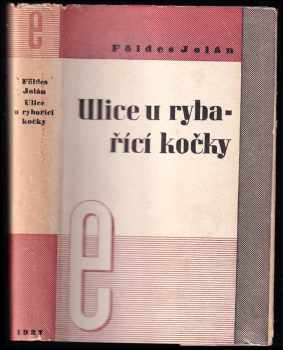 e
Földes
Jolán
Ulice
u rybařící
kočky
1937
Földes Jolán
Ulice u ryba-
řící kočky
e